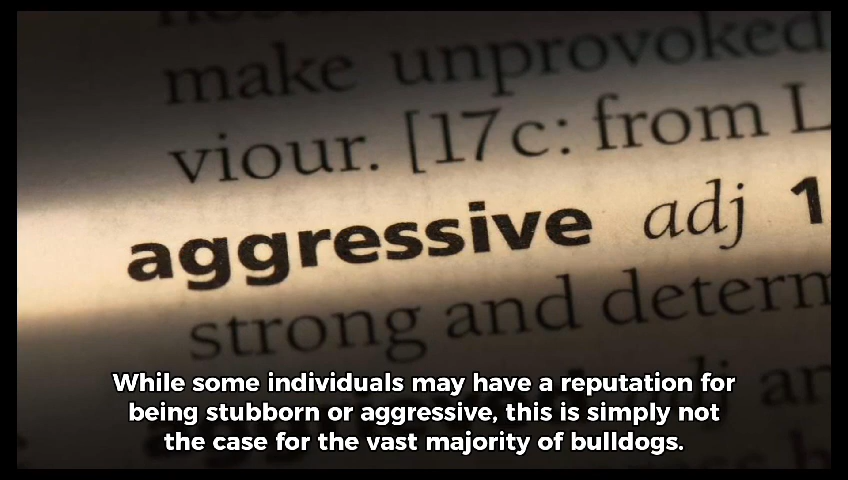 make unprovoked
viour. [17c: from L
aggressive adj 1
strong and determ
While some individuals may have a reputation for
being stubborn or aggressive, this is simply not
the case for the vast majority of bulldogs.